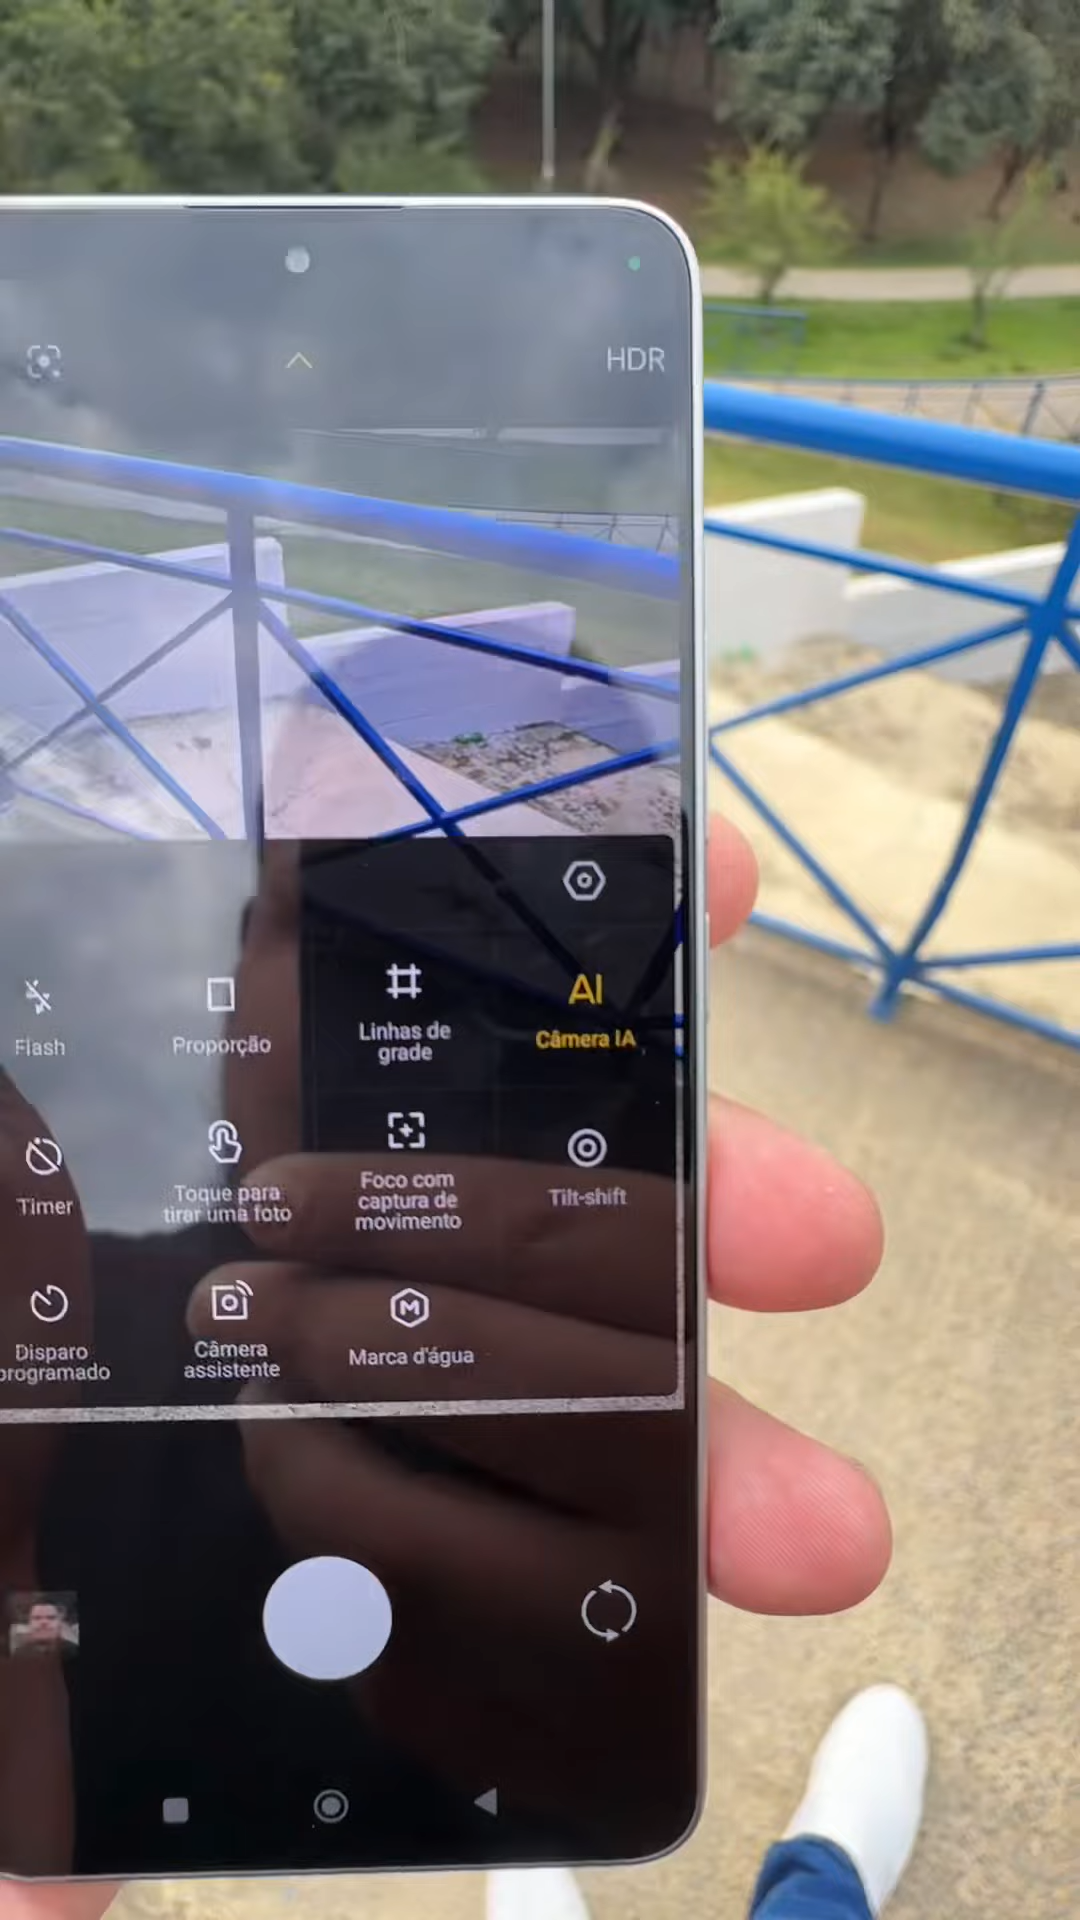 HDR
Flash
Proporção
Linhas de
grade
AI
Câmera IA
Timer
Toque para
tirar uma foto
Foco com
captura de
movimento
Tilt-shift
Disparo
programado
Câmera
assistente
Marca d'água